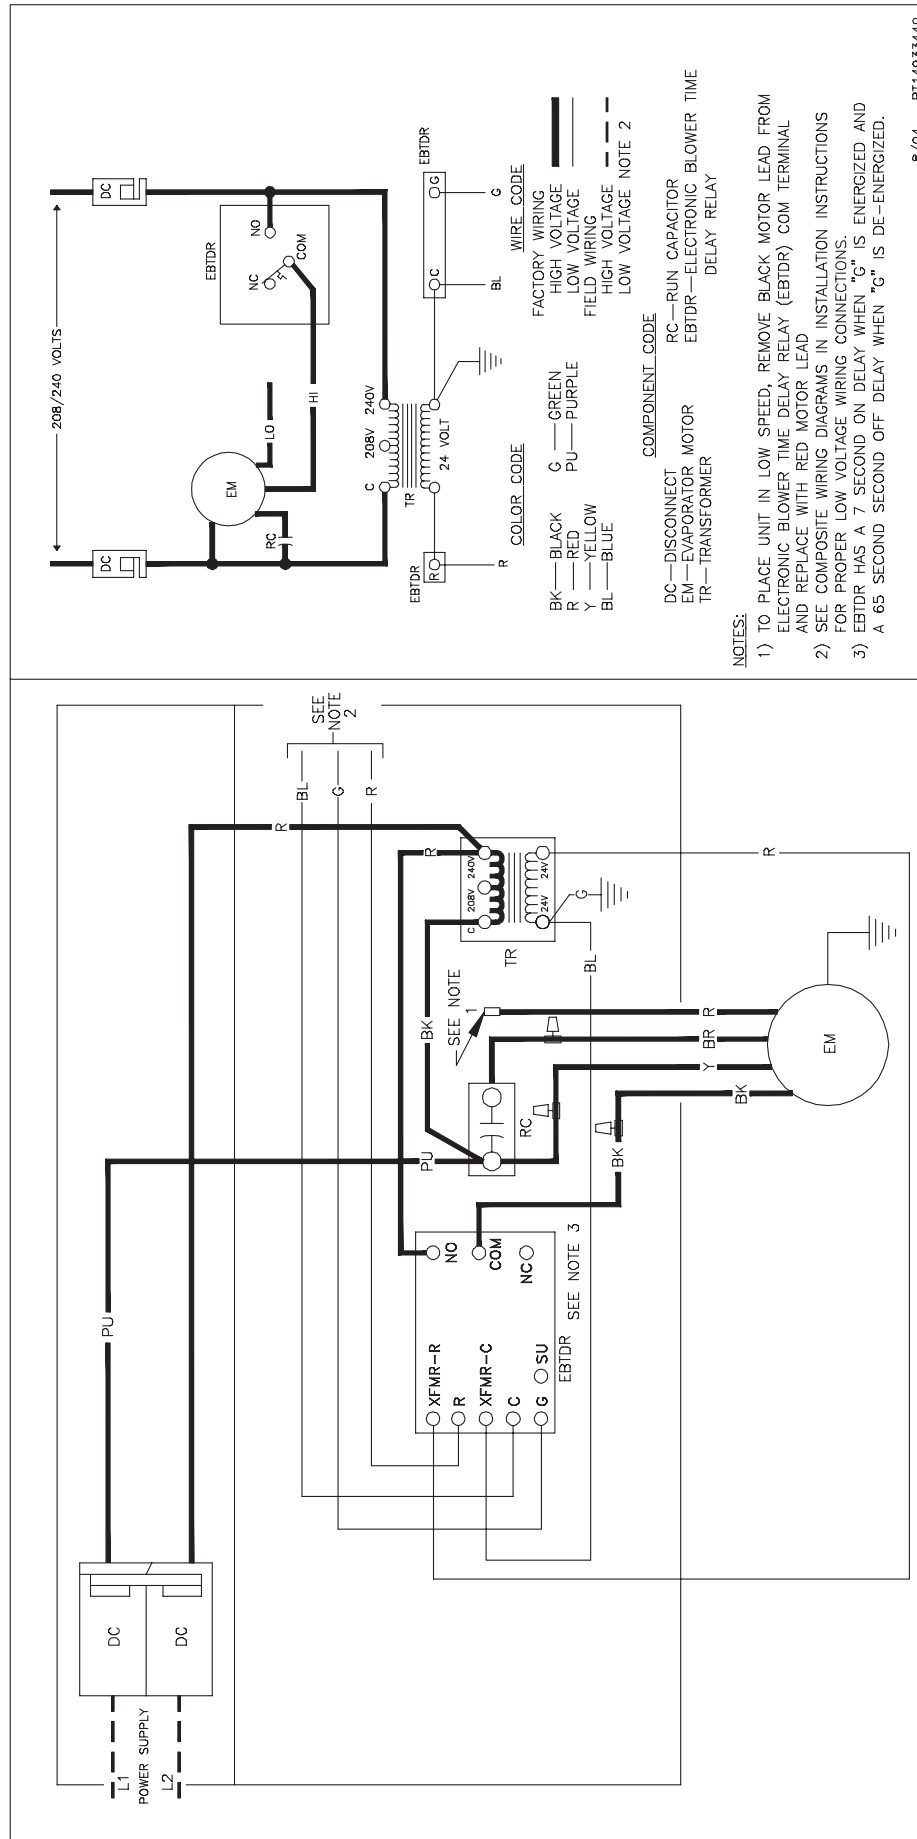 208/240 VOLTS
DC
DC
EBTDR
NC
NO
COM
EM
LO
HI
RC
C
208V
240V
TR
24 VOLT
EBTDR
R
R
EBTDR
C
G
BL
G
COLOR CODE
BK — BLACK
R — RED
Y — YELLOW
BL — BLUE
G — GREEN
PU — PURPLE
WIRE CODE
FACTORY WIRING
HIGH VOLTAGE
LOW VOLTAGE
FIELD WIRING
HIGH VOLTAGE
LOW VOLTAGE NOTE 2
COMPONENT CODE
DC — DISCONNECT
EM — EVAPORATOR MOTOR
TR — TRANSFORMER
RC — RUN CAPACITOR
EBTDR — ELECTRONIC BLOWER TIME
DELAY RELAY
NOTES:
1) TO PLACE UNIT IN LOW SPEED, REMOVE BLACK MOTOR LEAD FROM
ELECTRONIC BLOWER TIME DELAY RELAY (EBTDR) COM TERMINAL
AND REPLACE WITH RED MOTOR LEAD
2) SEE COMPOSITE WIRING DIAGRAMS IN INSTALLATION INSTRUCTIONS
FOR PROPER LOW VOLTAGE WIRING CONNECTIONS.
3) EBTDR HAS A 7 SECOND ON DELAY WHEN "G" IS ENERGIZED AND
A 65 SECOND SECOND OFF DELAY WHEN "G" IS DE-ENERGIZED.
L1
POWER SUPPLY
L2
DC
DC
PU
PU
R
SEE
NOTE
2
BL
G
R
XFMR-R
R
XFMR-C
C
G
SU
NO
COM
NC
EBTDR
SEE NOTE 3
R
BK
RC
SEE NOTE
1
C
208V
240V
24V
24V
TR
G
BL
R
BK
BK
Y
BR
R
EM